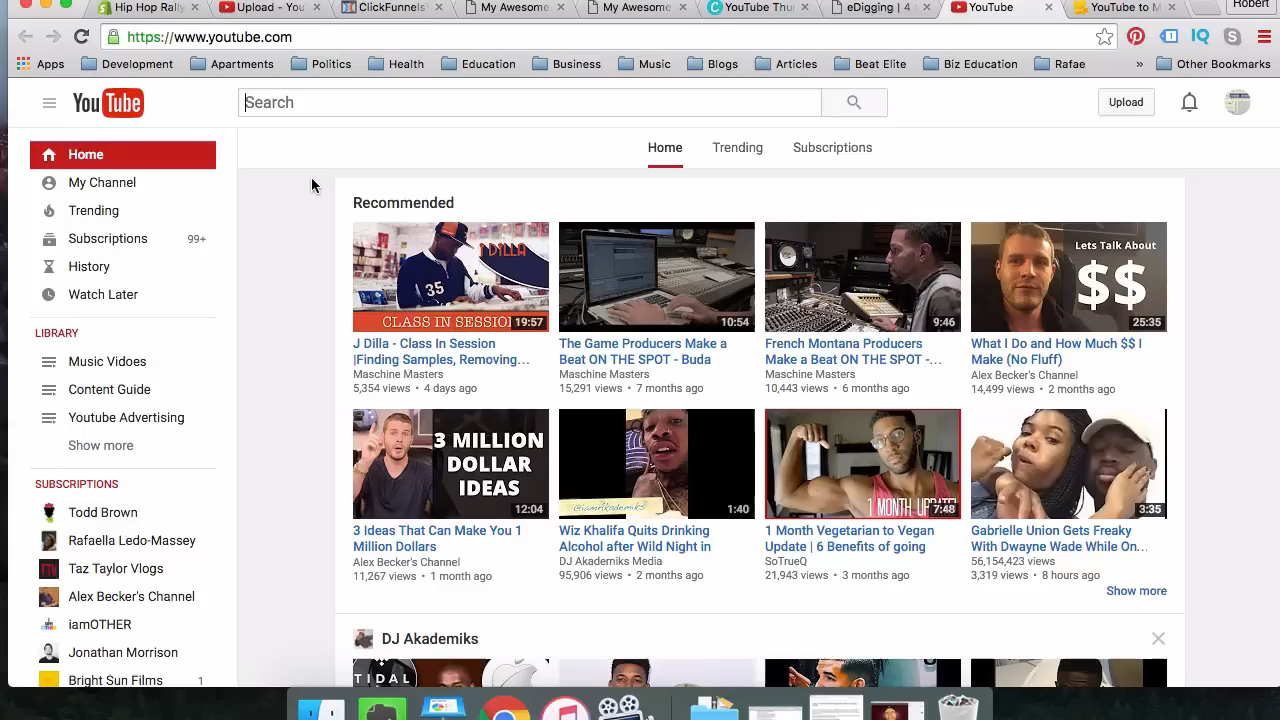 Hip Hop Rally
Upload - You
ClickFunnels
My Awesome
My Awesome
YouTube Thu
eDigging | 4
YouTube
YouTube to M
Robert
https://www.youtube.com
Apps
Development
Apartments
Politics
Health
Education
Business
Music
Blogs
Articles
Beat Elite
Biz Education
Rafae
»
Other Bookmarks
YouTube
Search
Upload
Home
Trending
Subscriptions
Home
My Channel
Trending
Subscriptions 99+
History
Watch Later
LIBRARY
Music Vidoes
Content Guide
Youtube Advertising
Show more
SUBSCRIPTIONS
Todd Brown
Rafaella Ledo-Massey
Taz Taylor Vlogs
Alex Becker's Channel
iamOTHER
Jonathan Morrison
Bright Sun Films 1
Recommended
J DILLA
35
CLASS IN SESSION
19:57
J Dilla - Class In Session
|Finding Samples, Removing...
Maschine Masters
5,354 views • 4 days ago
10:54
The Game Producers Make a
Beat ON THE SPOT - Buda
Maschine Masters
15,291 views • 7 months ago
9:46
French Montana Producers
Make a Beat ON THE SPOT -...
Maschine Masters
10,443 views • 6 months ago
Lets Talk About
$$
25:35
What I Do and How Much $$ I
Make (No Fluff)
Alex Becker's Channel
14,499 views • 2 months ago
3 MILLION
DOLLAR
IDEAS
12:04
3 Ideas That Can Make You 1
Million Dollars
Alex Becker's Channel
11,267 views • 1 month ago
@iamakademiks
1:40
Wiz Khalifa Quits Drinking
Alcohol after Wild Night in
DJ Akademiks Media
95,906 views • 2 months ago
1 MONTH UPDATE!
7:48
1 Month Vegetarian to Vegan
Update | 6 Benefits of going
SoTrueQ
21,943 views • 3 months ago
3:35
Gabrielle Union Gets Freaky
With Dwayne Wade While On...
56,154,423 views
3,319 views • 8 hours ago
Show more
DJ Akademiks
TIDAL